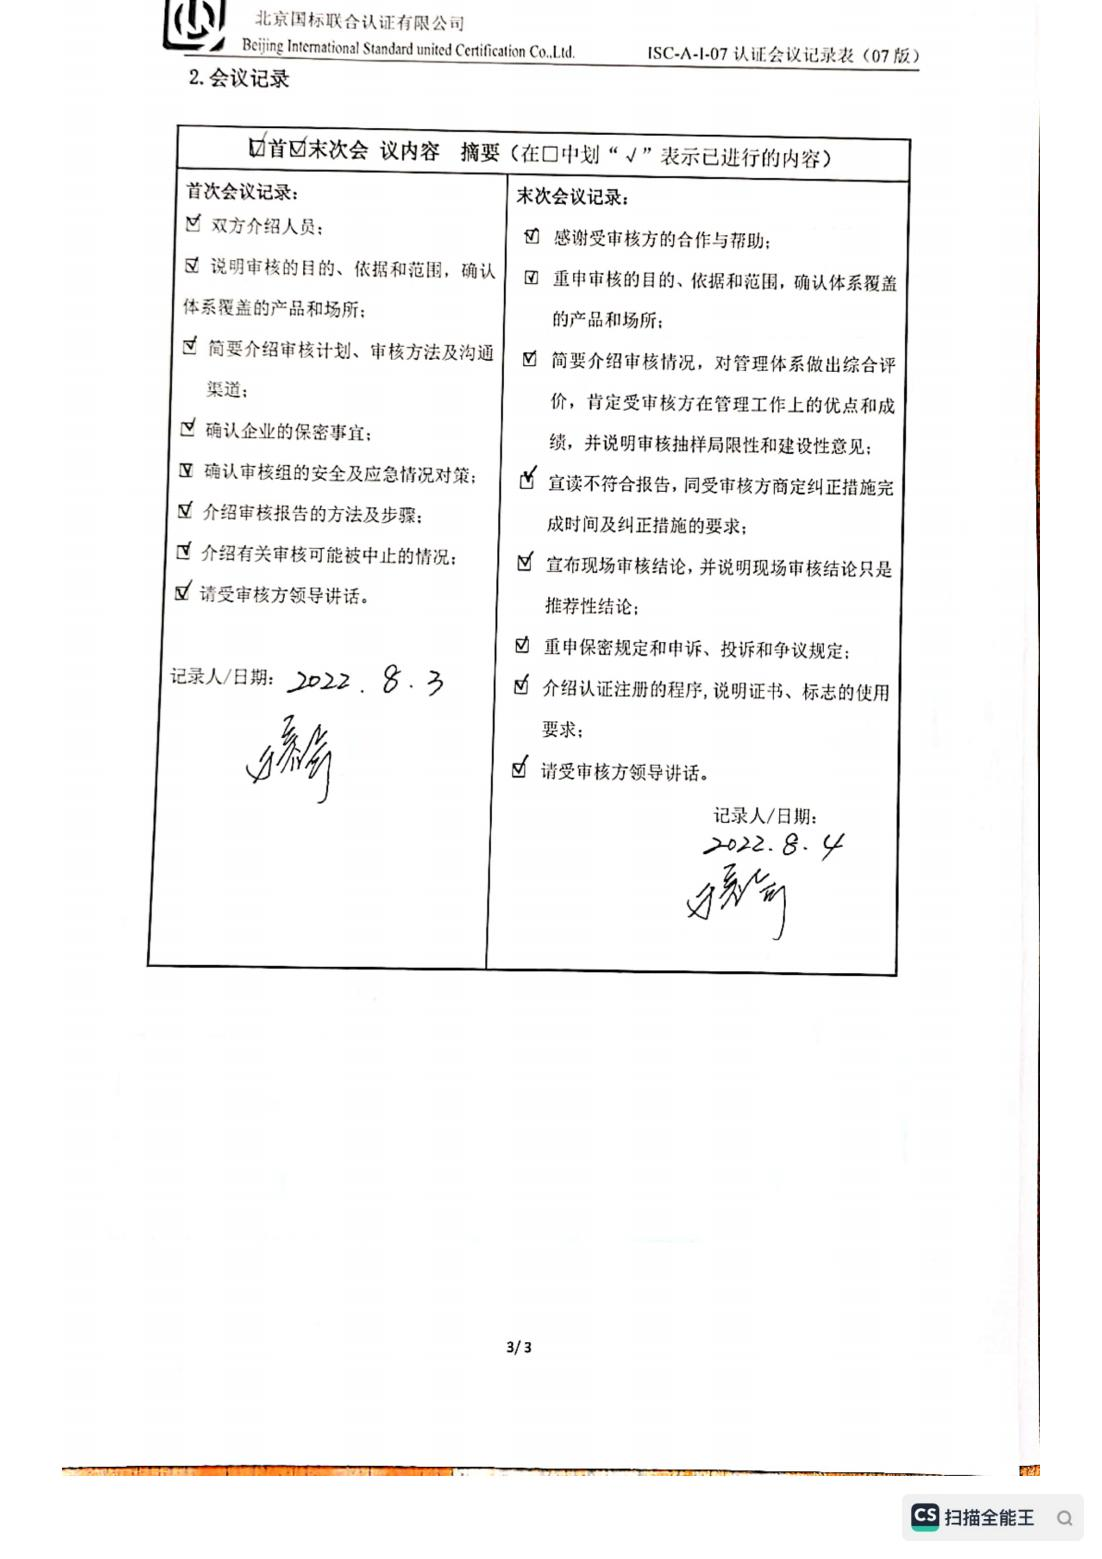 北京国标联合认证有限公司
Beijing International Standard united Certification Co.,Ltd.
ISC-A-I-07 认证会议记录表（07 版）
2. 会议记录
☑首☑末次会 议内容 摘要（在□中划“√”表示已进行的内容）
首次会议记录：
☑ 双方介绍人员；
☑ 说明审核的目的、依据和范围，确认
体系覆盖的产品和场所；
☑ 简要介绍审核计划、审核方法及沟通
渠道；
☑ 确认企业的保密事宜；
☑ 确认审核组的安全及应急情况对策；
☑ 介绍审核报告的方法及步骤；
☑ 介绍有关审核可能被中止的情况；
☑ 请受审核方领导讲话。
记录人/日期： 2022.8.3
末次会议记录：
☑ 感谢受审核方的合作与帮助；
☑ 重申审核的目的、依据和范围，确认体系覆盖
的产品和场所；
☑ 简要介绍审核情况，对管理体系做出综合评
价，肯定受审核方在管理工作上的优点和成
绩，并说明审核抽样局限性和建设性意见；
☑ 宣读不符合报告，同受审核方商定纠正措施完
成时间及纠正措施的要求；
☑ 宣布现场审核结论，并说明现场审核结论只是
推荐性结论；
☑ 重申保密规定和申诉、投诉和争议规定；
☑ 介绍认证注册的程序，说明证书、标志的使用
要求；
☑ 请受审核方领导讲话。
记录人/日期：
2022.8.4
3/3
CS 扫描全能王